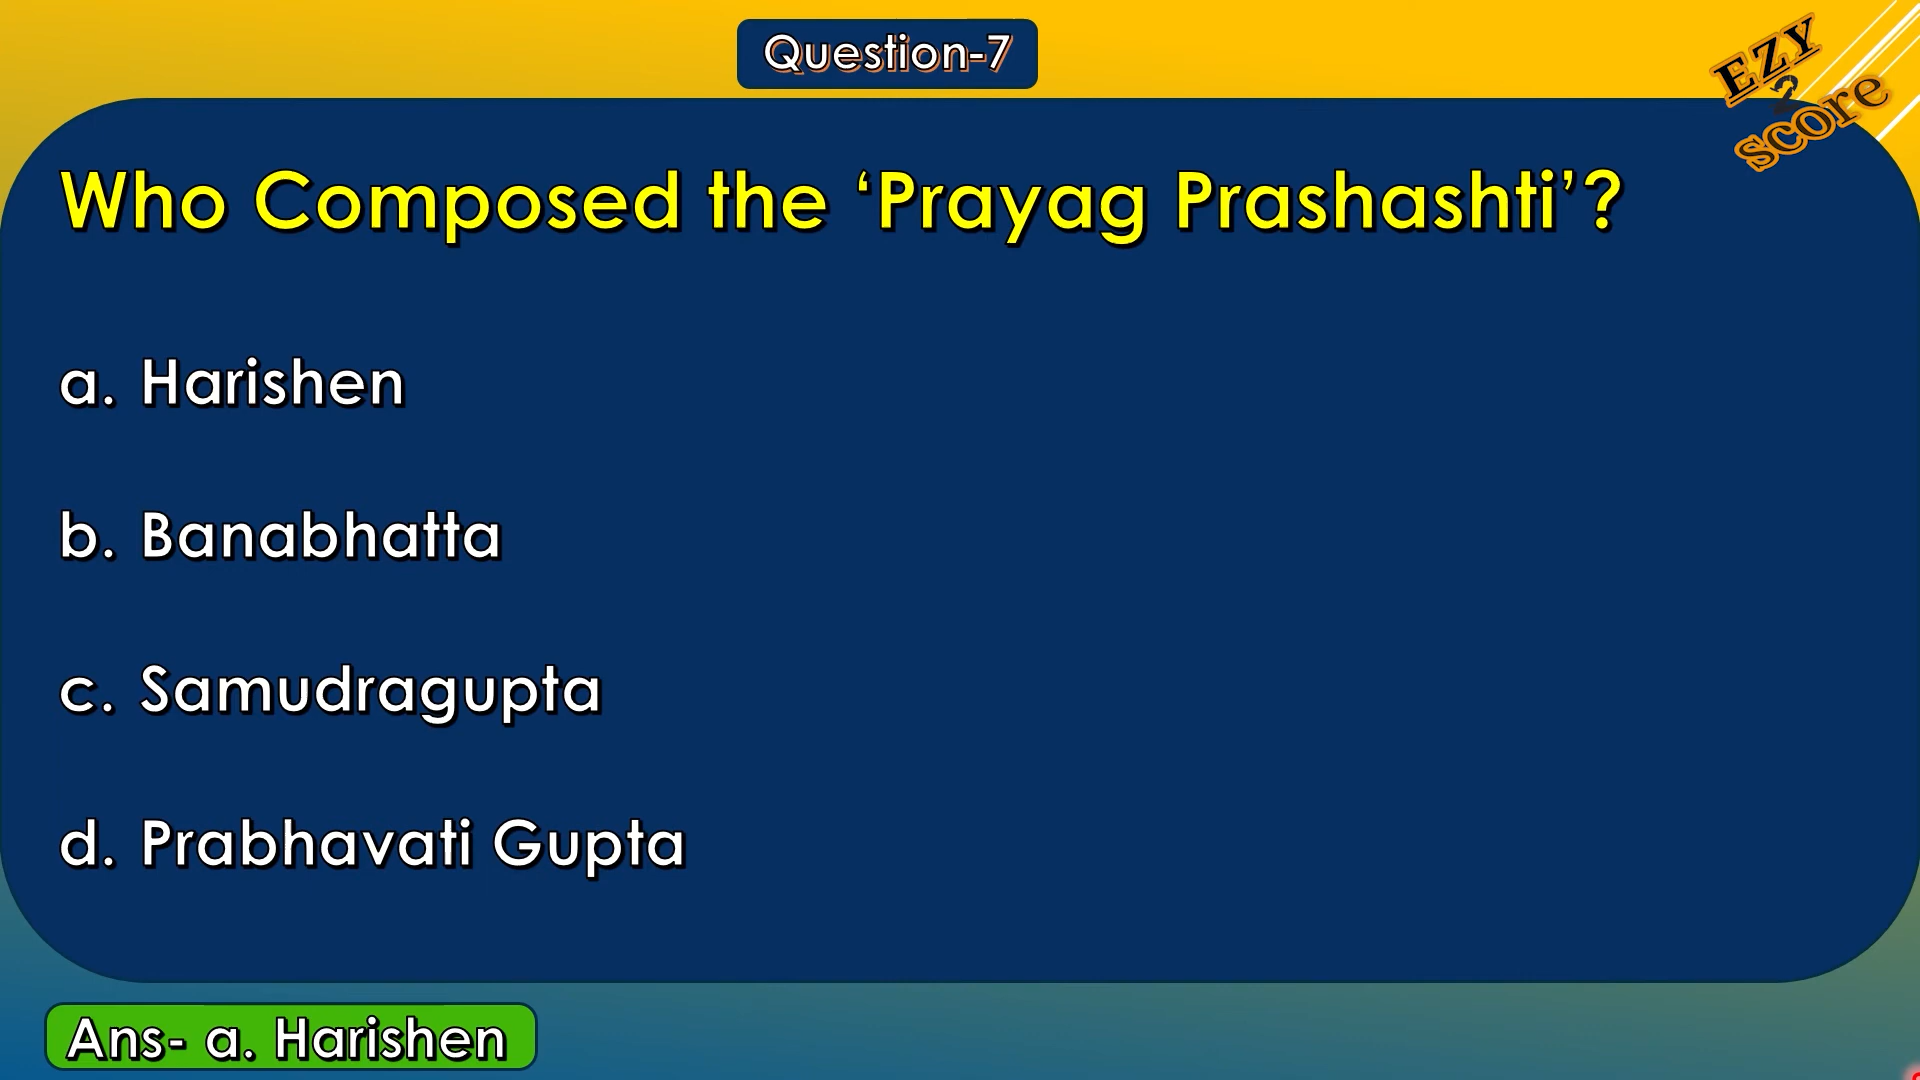 Question-7
EZY
2
score
Who Composed the ‘Prayag Prashashti’?
a. Harishen
b. Banabhatta
c. Samudragupta
d. Prabhavati Gupta
Ans- a. Harishen